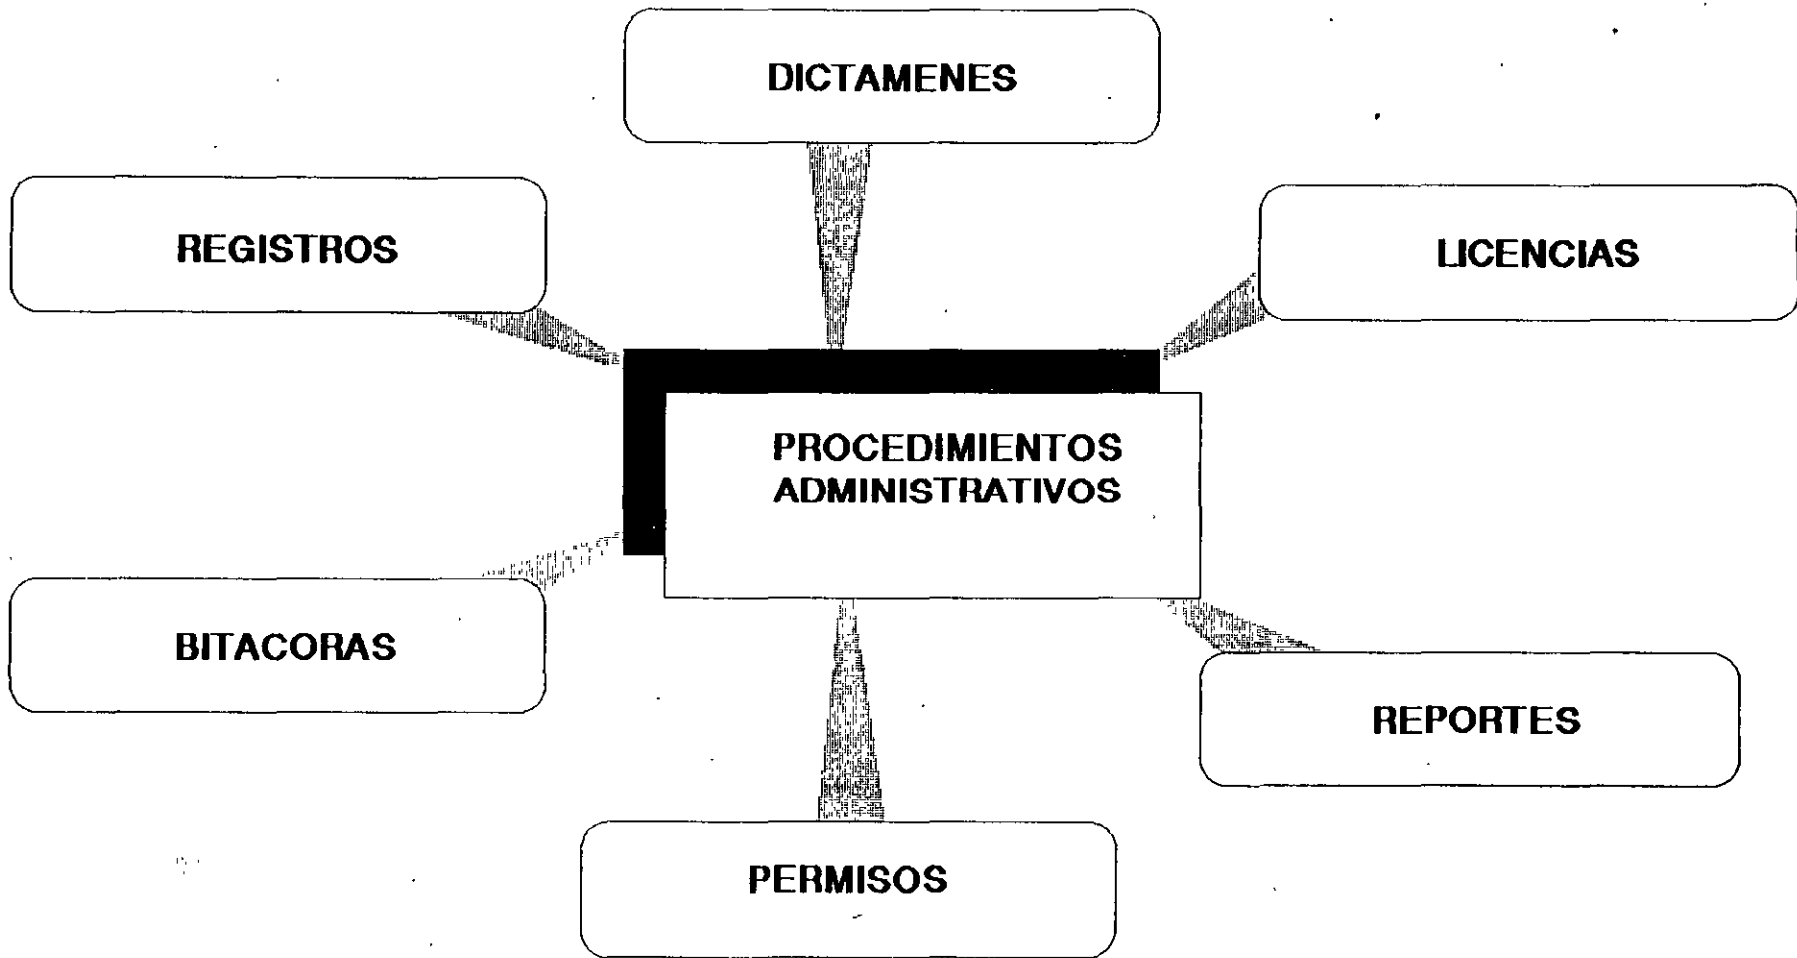 DICTAMENES
REGISTROS
LICENCIAS
PROCEDIMIENTOS
ADMINISTRATIVOS
BITACORAS
REPORTES
PERMISOS